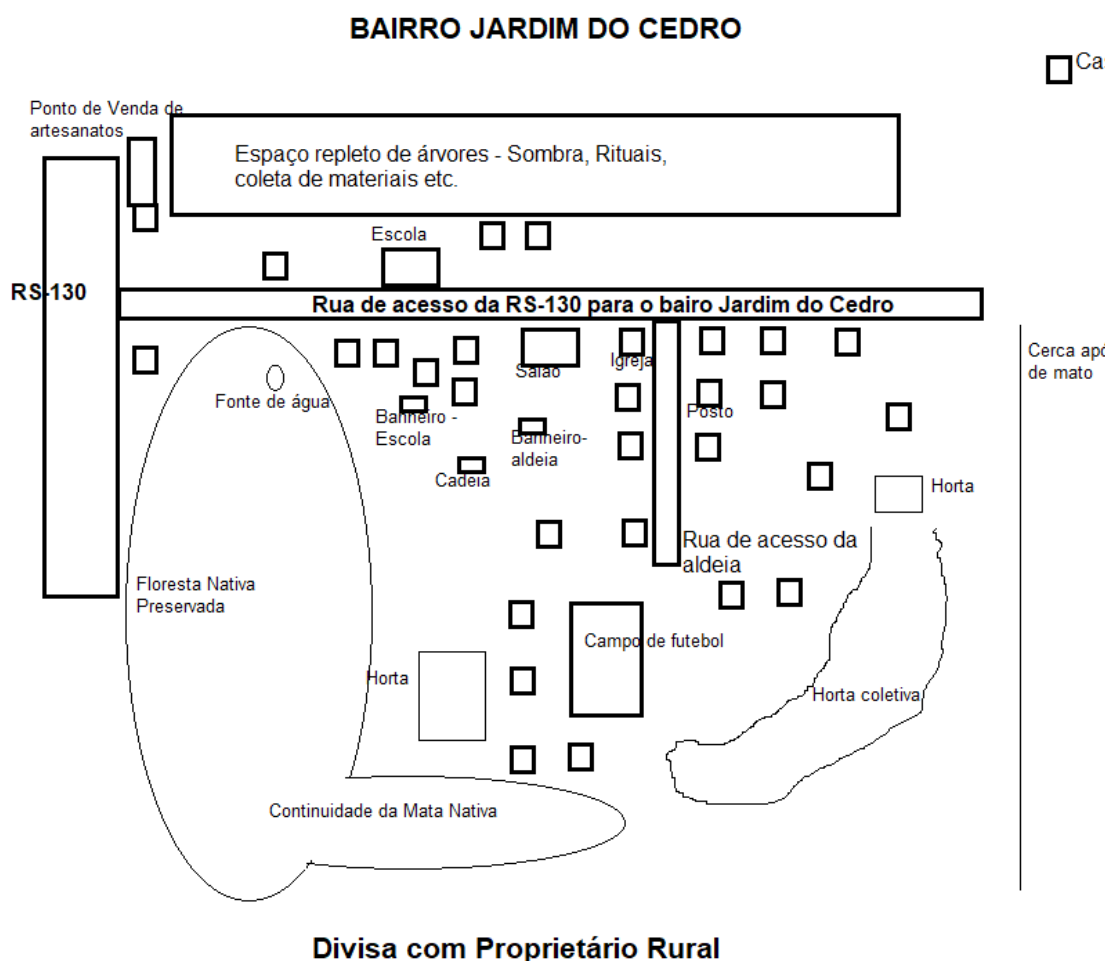 BAIRRO JARDIM DO CEDRO
Ca
Ponto de Venda de
artesanatos
Espaço repleto de árvores - Sombra, Rituais,
coleta de materiais etc.
Escola
RS-130
Rua de acesso da RS-130 para o bairo Jardim do Cedro
Cerca apó
de mato
Fonte de água
Salão
Igreja
Posto
Banheiro -
Escola
Banheiro-
aldeia
Cadeia
Horta
Rua de acesso da
aldeia
Floresta Nativa
Preservada
Campo de futebol
Horta
Horta coletiva
Continuidade da Mata Nativa
Divisa com Proprietário Rural